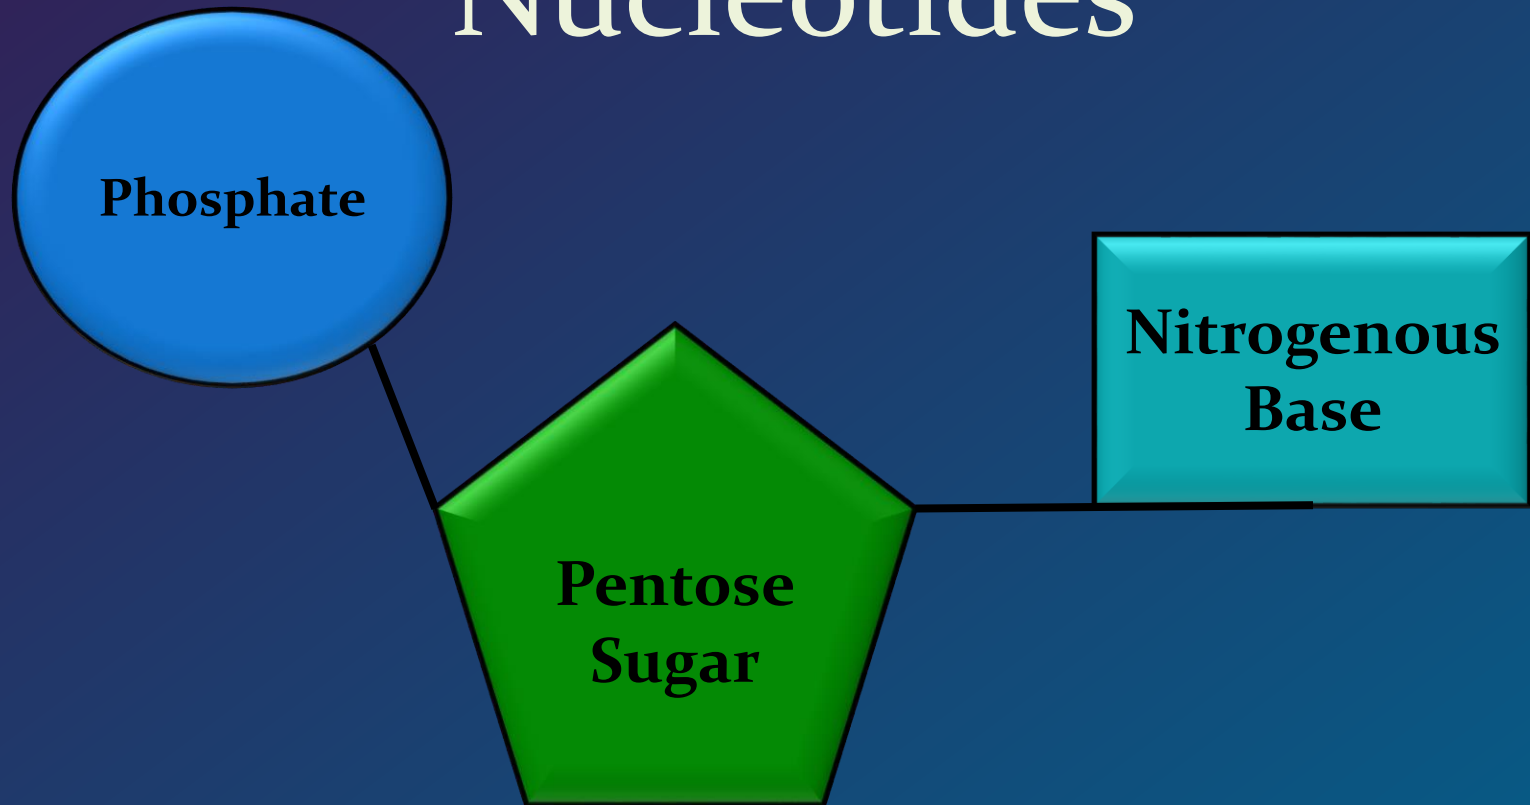 Nucleotides
Phosphate
Nitrogenous
Base
Pentose
Sugar